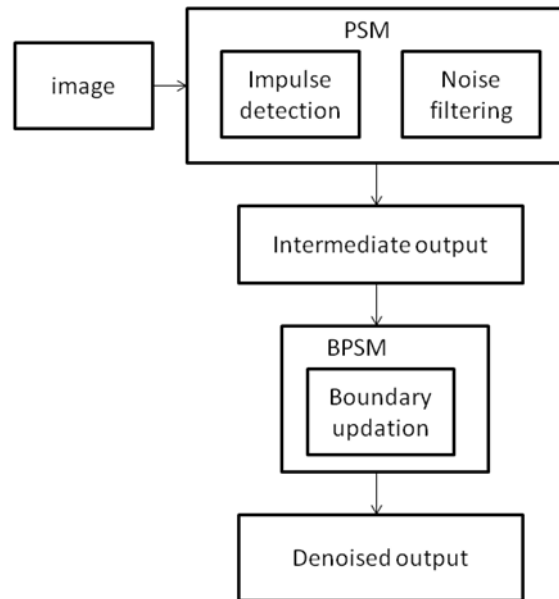 PSM
image
Impulse
detection
Noise
filtering
Intermediate output
BPSM
Boundary
updation
Denoised output